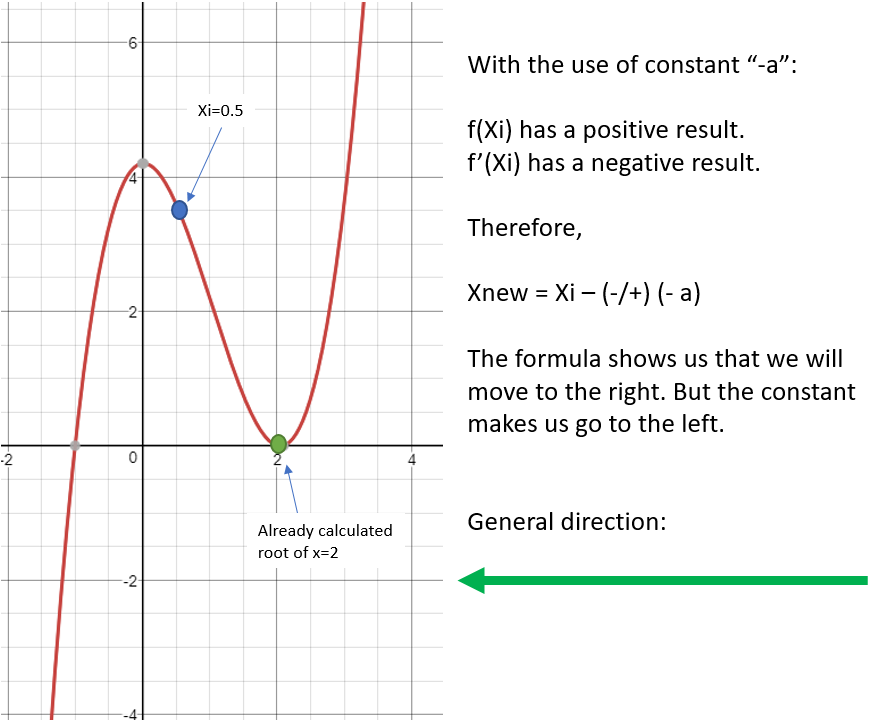 6
Xi=0.5
4
2
-2
0
2
4
Already calculated
root of x=2
-2
-4
With the use of constant “-a”:
f(Xi) has a positive result.
f’(Xi) has a negative result.
Therefore,
Xnew = Xi – (-/+) (- a)
The formula shows us that we will
move to the right. But the constant
makes us go to the left.
General direction: